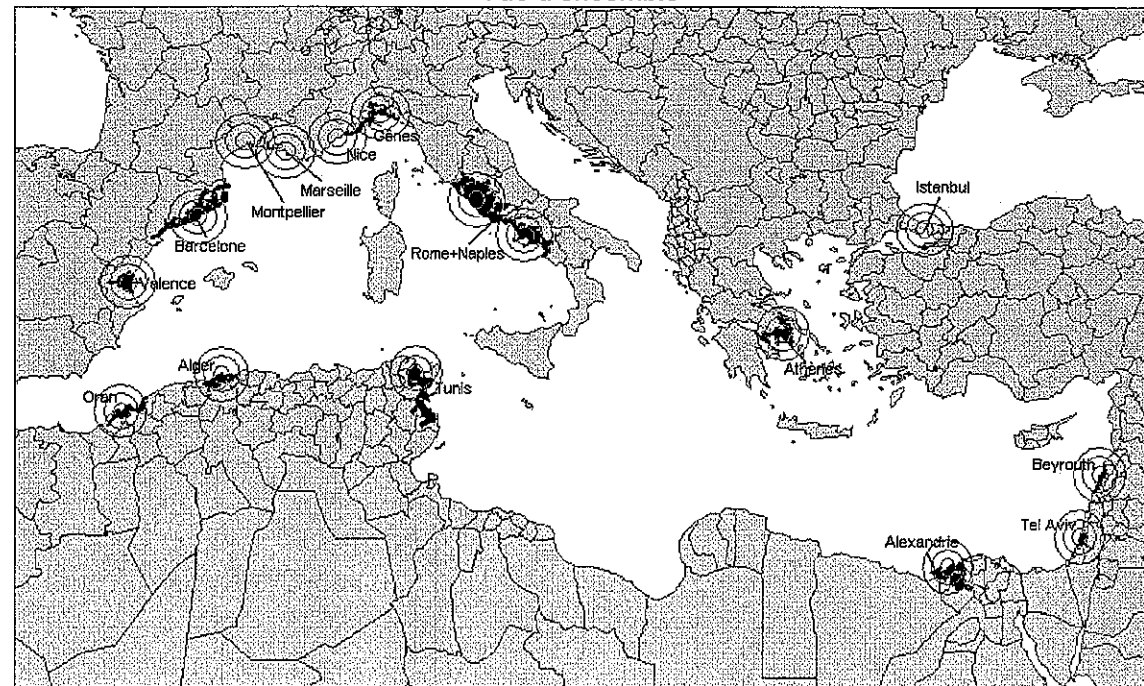 Gênes
Nice
Marseille
Montpellier
Istanbul
Barcelone
Rome+Naples
Valence
Alger
Athènes
Tunis
Oran
Beyrouth
Tel Aviv
Alexandrie